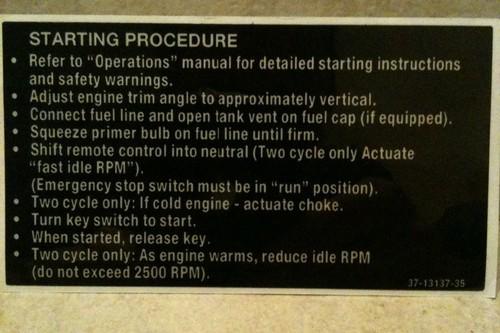 STARTING PROCEDURE
• Refer to "Operations" manual for detailed starting instructions
and safety warnings.
• Adjust engine trim angle to approximately vertical.
• Connect fuel line and open tank vent on fuel cap (if equipped).
• Squeeze primer bulb on fuel line until firm.
• Shift remote control into neutral (Two cycle only Actuate
"fast idle RPM").
(Emergency stop switch must be in "run" position).
• Two cycle only: If cold engine - actuate choke.
• Turn key switch to start.
• When started, release key.
• Two cycle only: As engine warms, reduce idle RPM
(do not exceed 2500 RPM).
37-13137-35